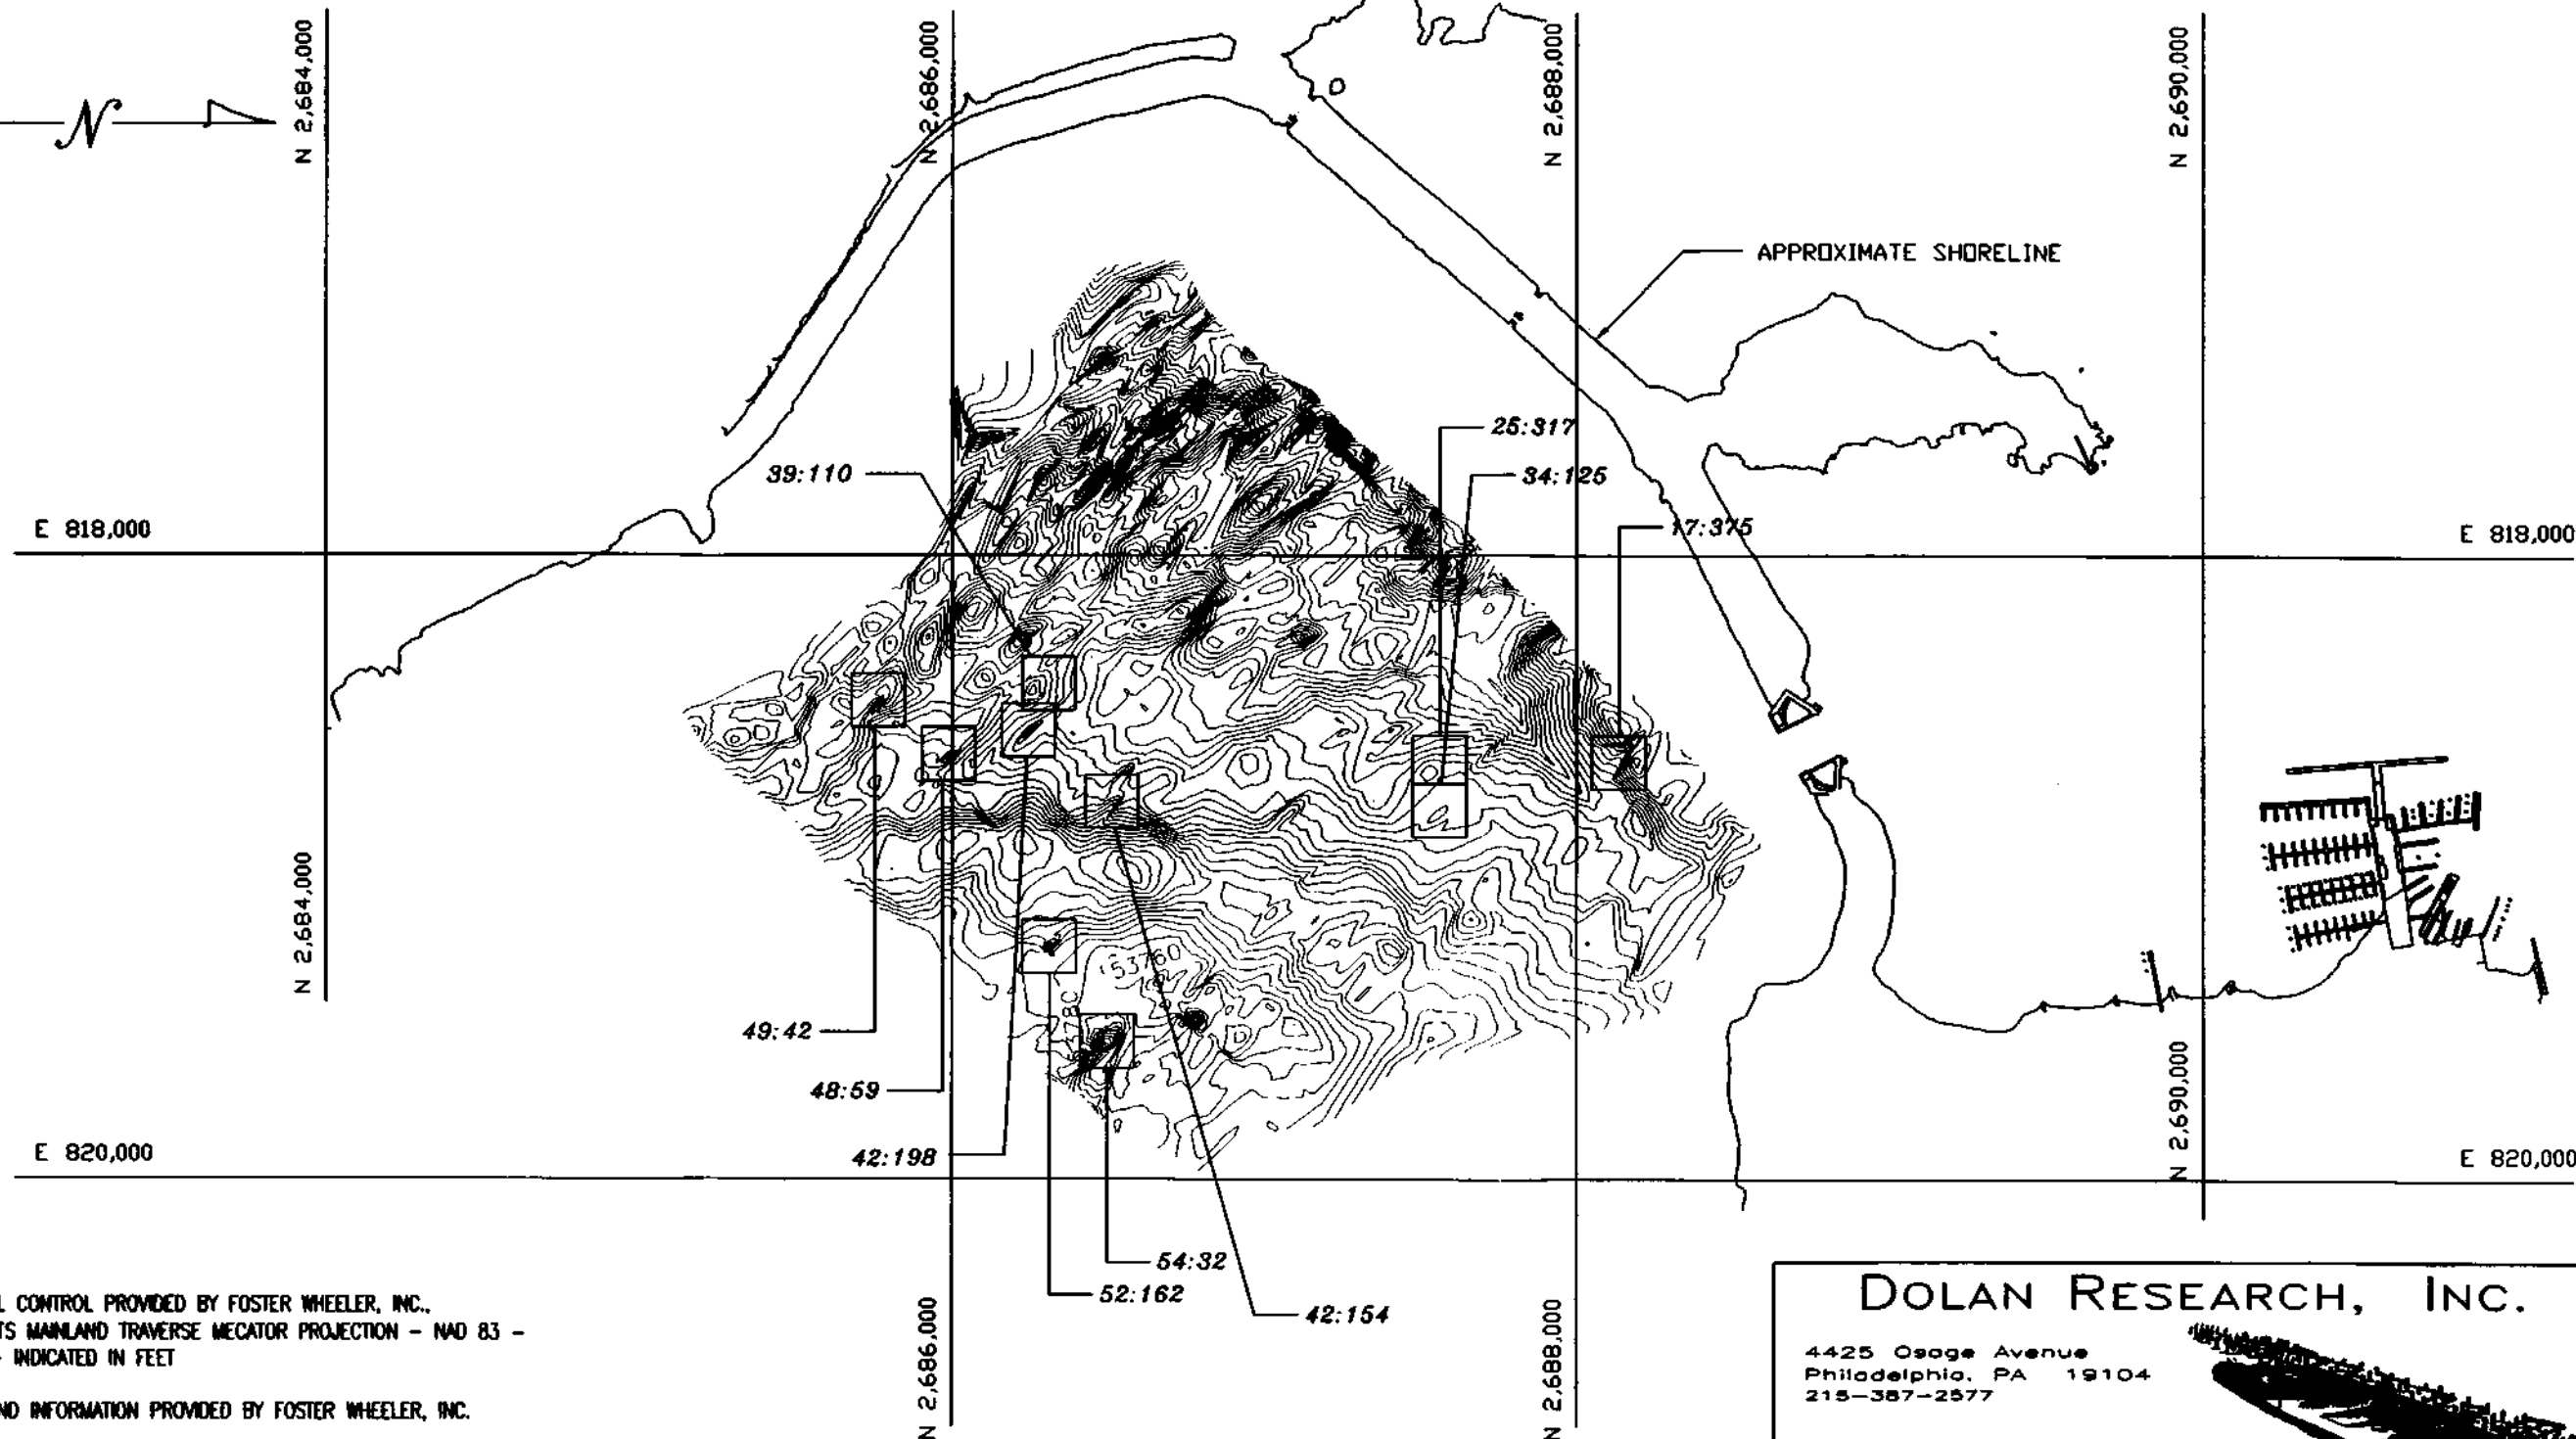 N 2,684,000
N 2,686,000
N 2,688,000
N 2,690,000
N
APPROXIMATE SHORELINE
25:317
39:110
34:125
E 818,000
17:375
E 818,000
N 2,684,000
53760
49:42
48:59
N 2,690,000
42:198
E 820,000
E 820,000
54:32
52:162
42:154
N 2,686,000
N 2,688,000
CONTROL PROVIDED BY FOSTER WHEELER, INC.,
MAINLAND TRAVERSE MECATOR PROJECTION - NAD 83 -
INDICATED IN FEET
INFORMATION PROVIDED BY FOSTER WHEELER, INC.
DOLAN RESEARCH, INC.
4425 Osage Avenue
Philadelphia, PA 19104
215-387-2577